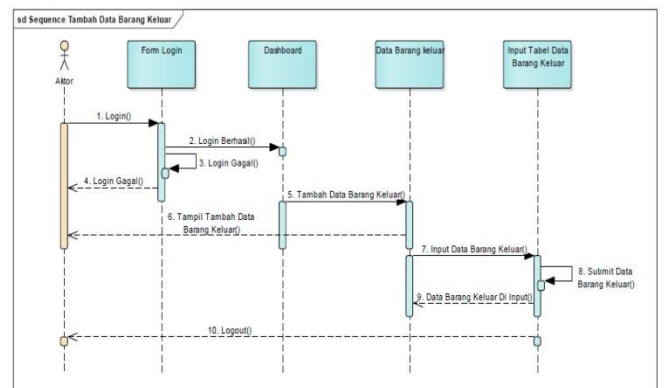 sd Sequence Tambah Data Barang Keluar
Aktor
Form Login
Dashboard
Data Barang keluar
Input Tabel Data
Barang Keluar
1. Login()
2. Login Berhasil()
3. Login Gagal()
4. Login Gagal()
5. Tambah Data Barang Keluar()
6. Tampil Tambah Data
Barang Keluar()
7. Input Data Barang Keluar()
8. Submit Data
Barang Keluar()
9. Data Barang Keluar Di Input()
10. Logout()